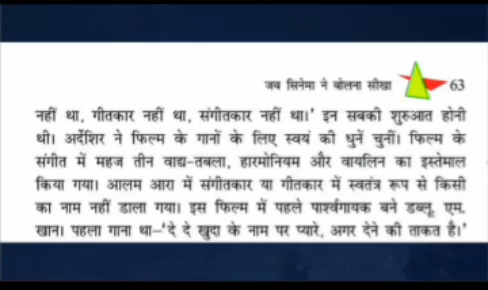 जब सिनेमा ने बोलना सीखा 63
नहीं था, गीतकार नहीं था, संगीतकार नहीं था।' इन सबकी शुरुआत होनी
थी। अर्देशिर ने फिल्म के गानों के लिए स्वयं की धुनें चुनीं। फिल्म के
संगीत में महज तीन वाद्य-तबला, हारमोनियम और वायलिन का इस्तेमाल
किया गया। आलम आरा में संगीतकार या गीतकार में स्वतंत्र रूप से किसी
का नाम नहीं डाला गया। इस फिल्म में पहले पार्श्वगायक बने डब्लू. एम.
खान। पहला गाना था–'दे दे खुदा के नाम पर प्यारे, अगर देने की ताकत है।'